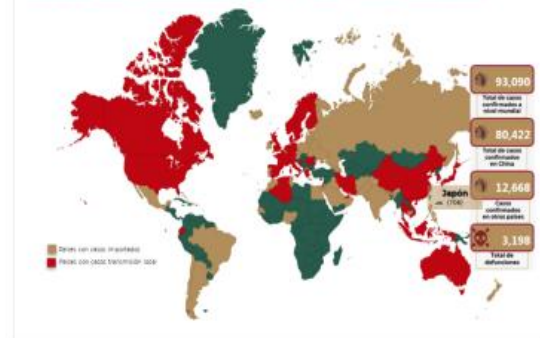 93,090
Total de casos
confirmados a
nivel mundial
80,422
Total de casos
confirmados
en China
Japón
12,668
Casos
confirmados
en otros países
3,198
Total de
defunciones
Países con casos importados
Países con casos transmisión local